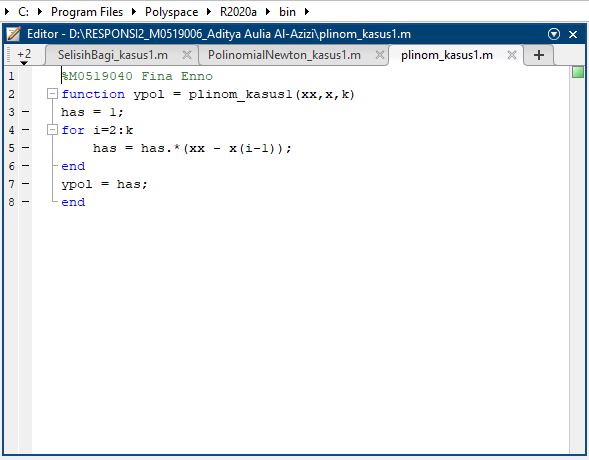 C: Program Files Polyspace R2020a bin
Editor - D:\RESPONSI2_M0519006_Aditya Aulia Al-Azizi\plinom_kasus1.m
+2 SelisihBagi_kasus1.m PolinomialNewton_kasus1.m plinom_kasus1.m
1 %M0519040 Fina Enno
2 function ypol = plinom_kasus1(xx,x,k)
3 has = 1;
4 for i=2:k
5 has = has.*(xx - x(i-1));
6 end
7 ypol = has;
8 end